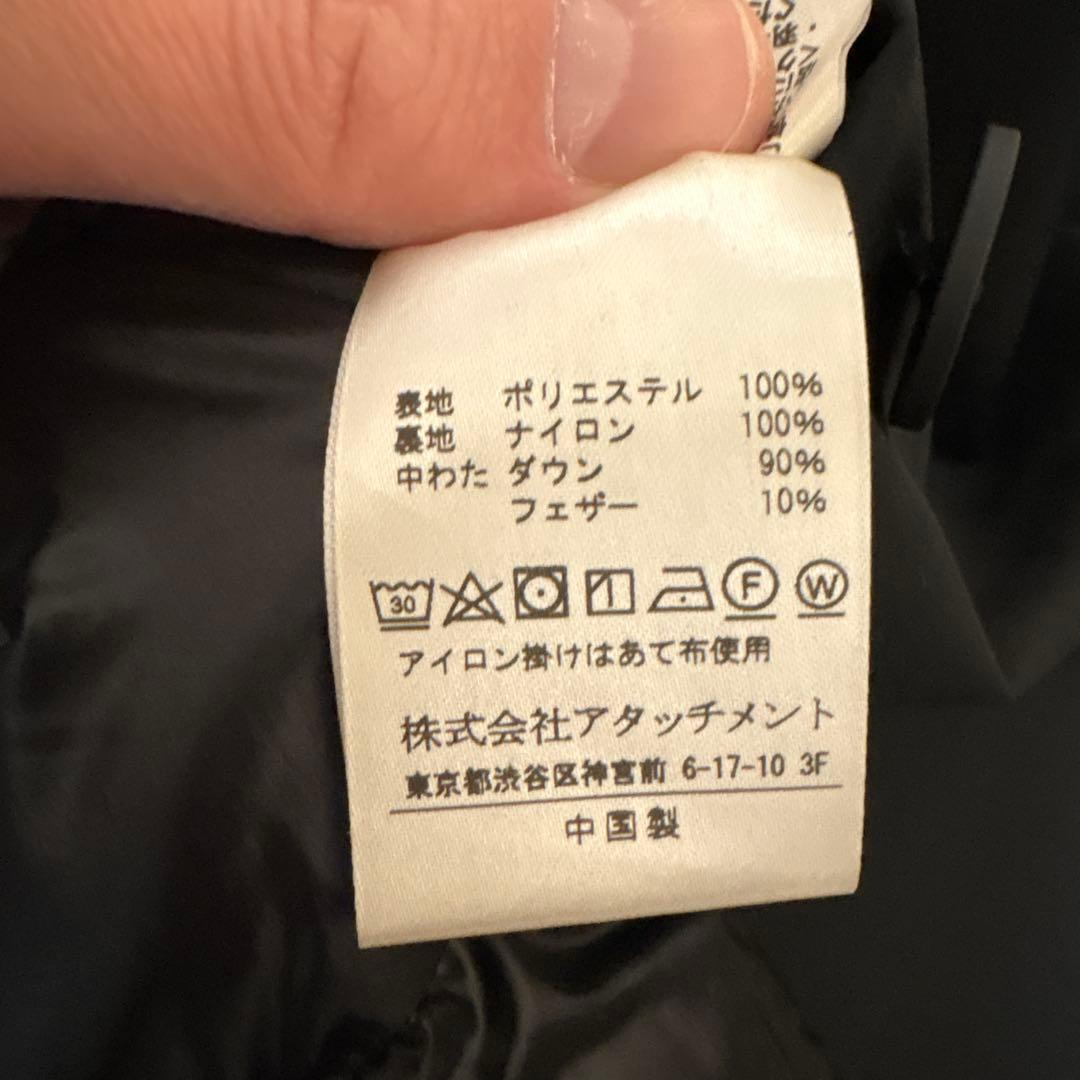 表地 ポリエステル 100%
裏地 ナイロン 100%
中わた ダウン 90%
フェザー 10%
30 F W
アイロン掛けはあて布使用
株式会社アタッチメント
東京都渋谷区神宮前 6-17-10 3F
中国製